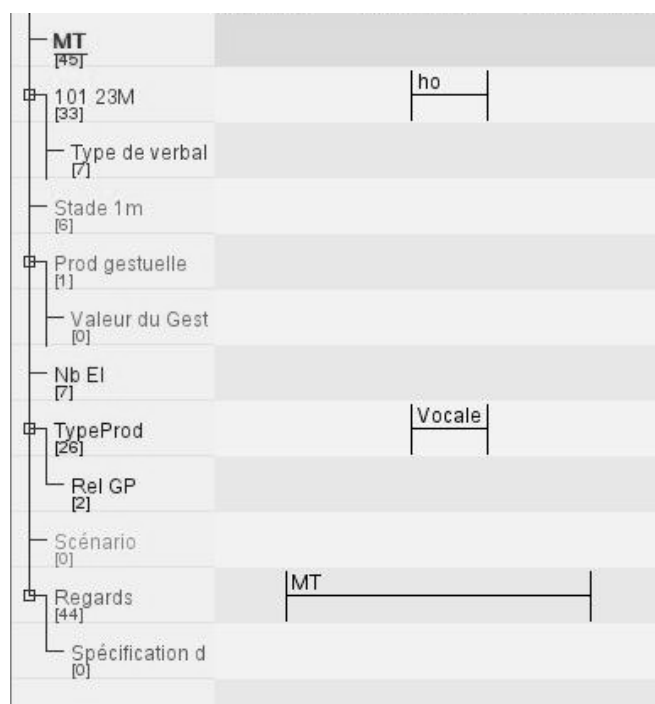 MT
[45]
101 23M
[33]
ho
Type de verbal
[7]
Stade 1m
[6]
Prod gestuelle
[1]
Valeur du Gest
[0]
Nb El
[7]
TypeProd
[26]
Vocale
Rel GP
[2]
Scénario
[0]
Regards
[44]
MT
Spécification d
[0]